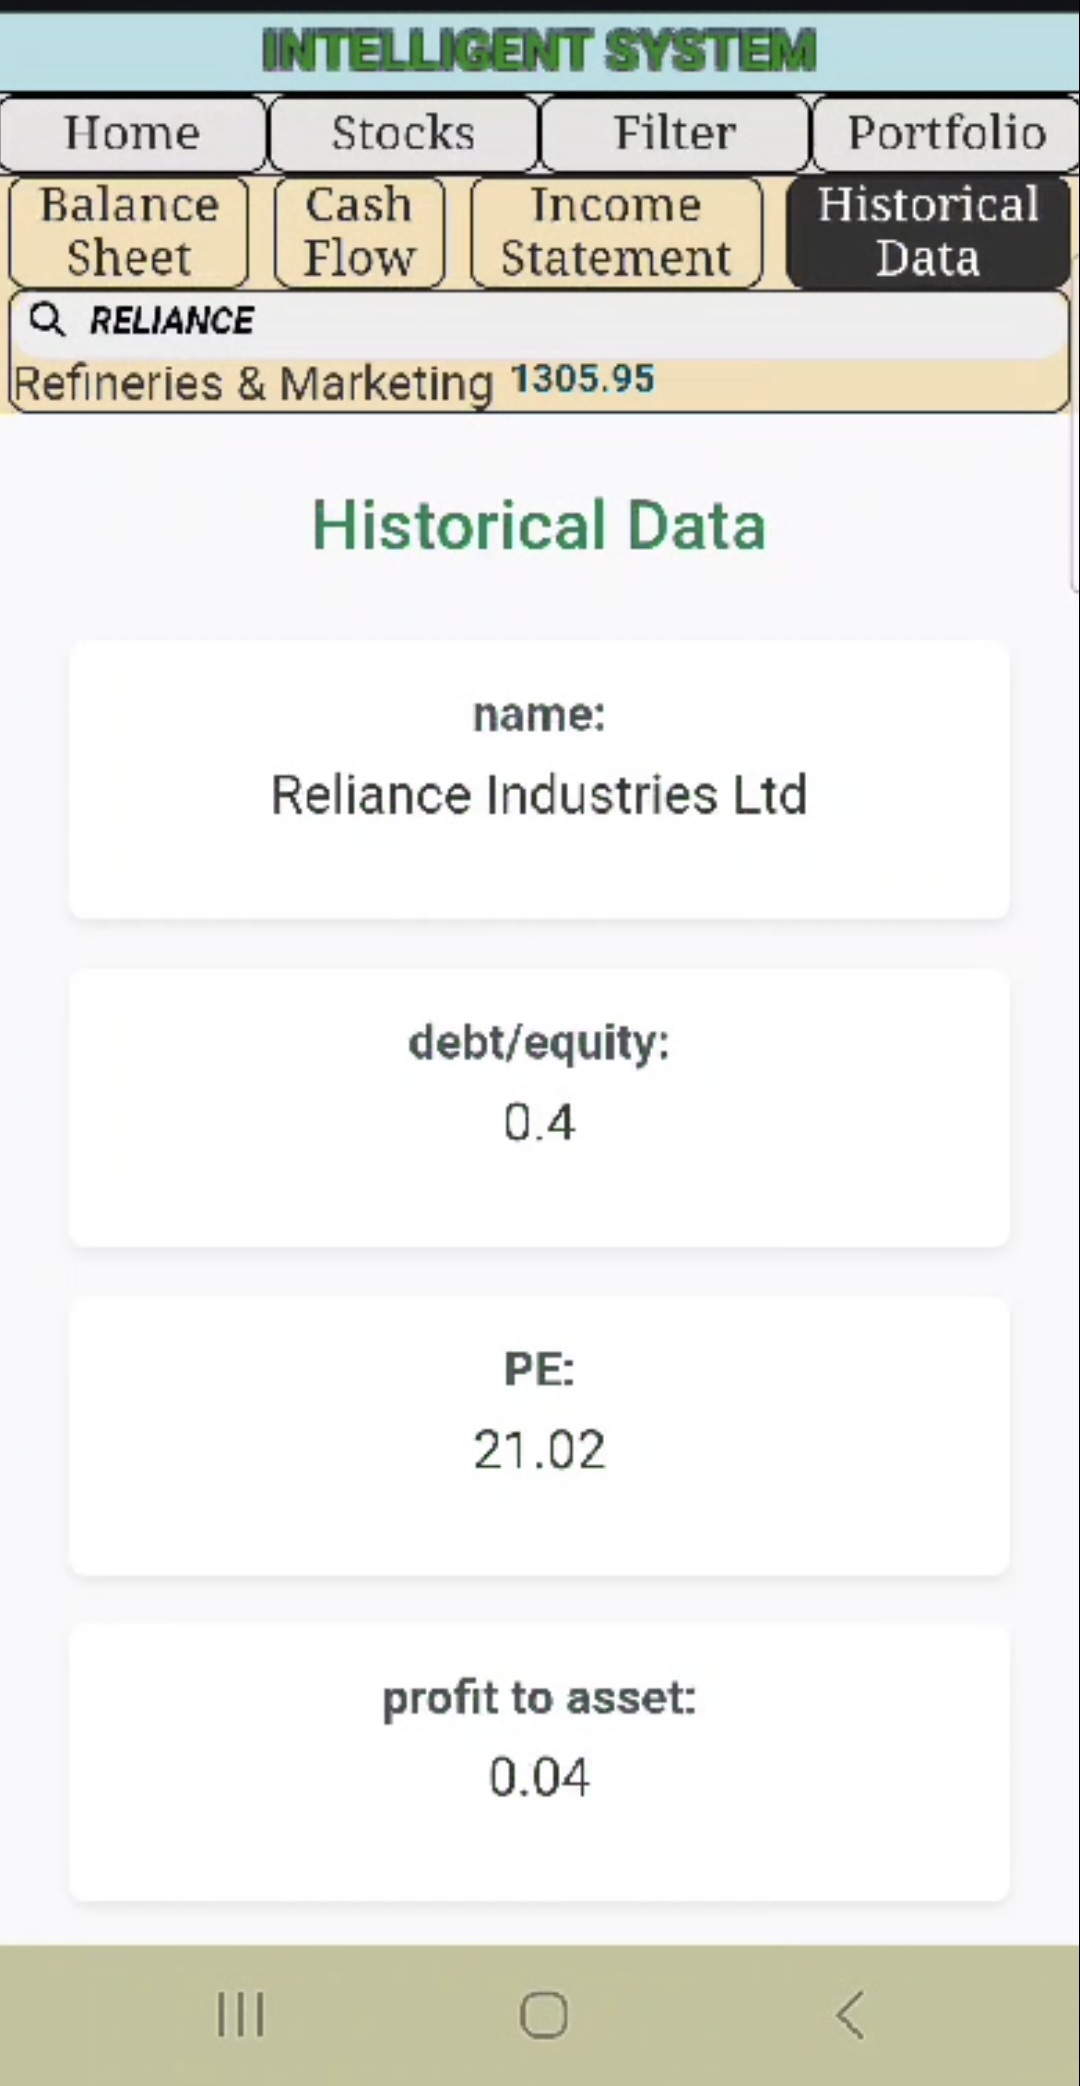 INTELLIGENT SYSTEM
Home Stocks Filter Portfolio
Balance Sheet Cash Flow Income Statement Historical Data
RELIANCE
Refineries & Marketing 1305.95
Historical Data
name:
Reliance Industries Ltd
debt/equity:
0.4
PE:
21.02
profit to asset:
0.04